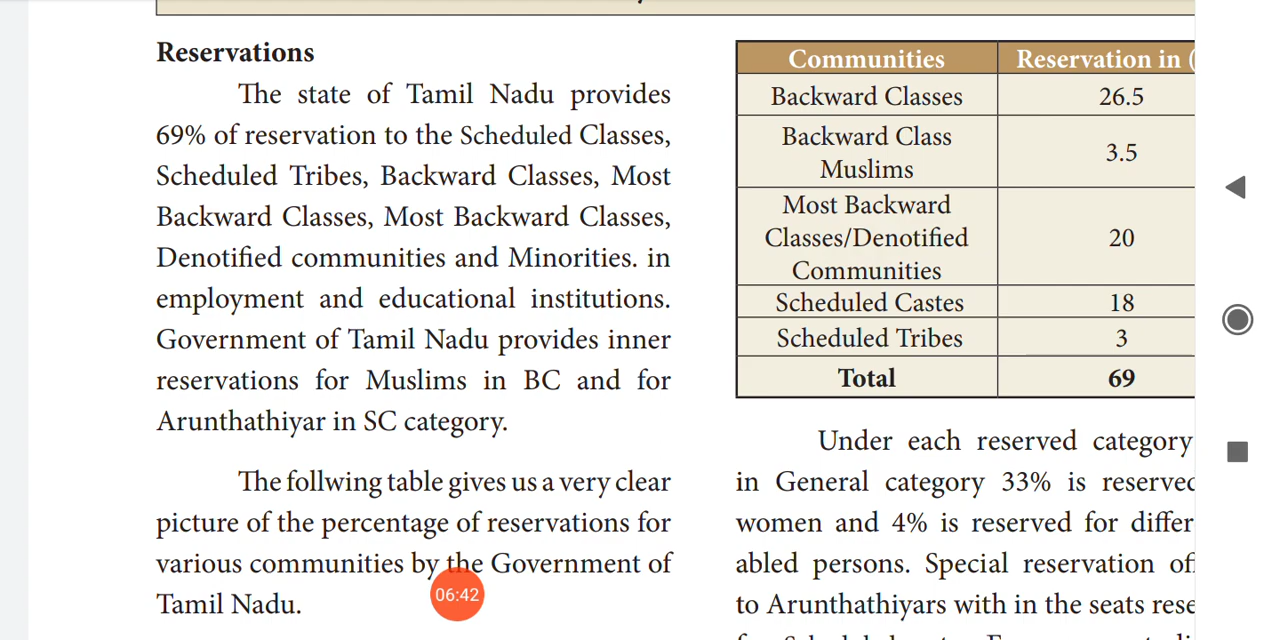 Reservations
The state of Tamil Nadu provides
69% of reservation to the Scheduled Classes,
Scheduled Tribes, Backward Classes, Most
Backward Classes, Most Backward Classes,
Denotified communities and Minorities. in
employment and educational institutions.
Government of Tamil Nadu provides inner
reservations for Muslims in BC and for
Arunthathiyar in SC category.
The follwing table gives us a very clear
picture of the percentage of reservations for
various communities by the Government of
Tamil Nadu.
06:42
Communities Reservation in (
Backward Classes 26.5
Backward Class
Muslims 3.5
Most Backward
Classes/Denotified
Communities 20
Scheduled Castes 18
Scheduled Tribes 3
Total 69
Under each reserved category
in General category 33% is reserved
women and 4% is reserved for differ
abled persons. Special reservation of
to Arunthathiyars with in the seats rese